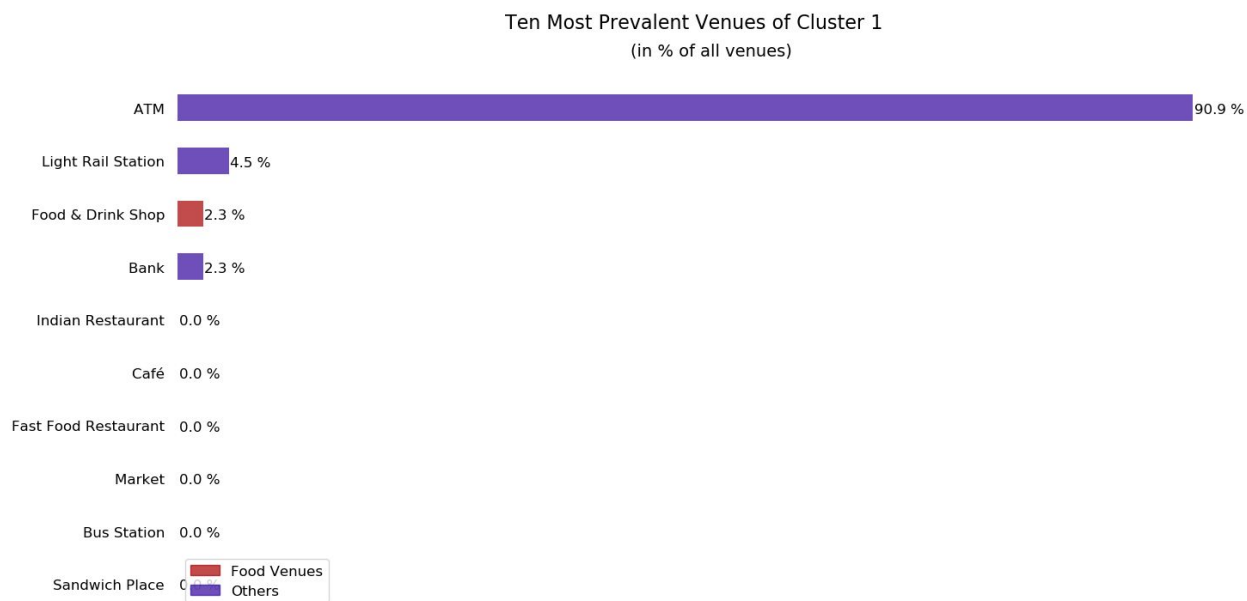 Ten Most Prevalent Venues of Cluster 1
(in % of all venues)
ATM 90.9 %
Light Rail Station 4.5 %
Food & Drink Shop 2.3 %
Bank 2.3 %
Indian Restaurant 0.0 %
Café 0.0 %
Fast Food Restaurant 0.0 %
Market 0.0 %
Bus Station 0.0 %
Sandwich Place 0.0 %
Food Venues
Others